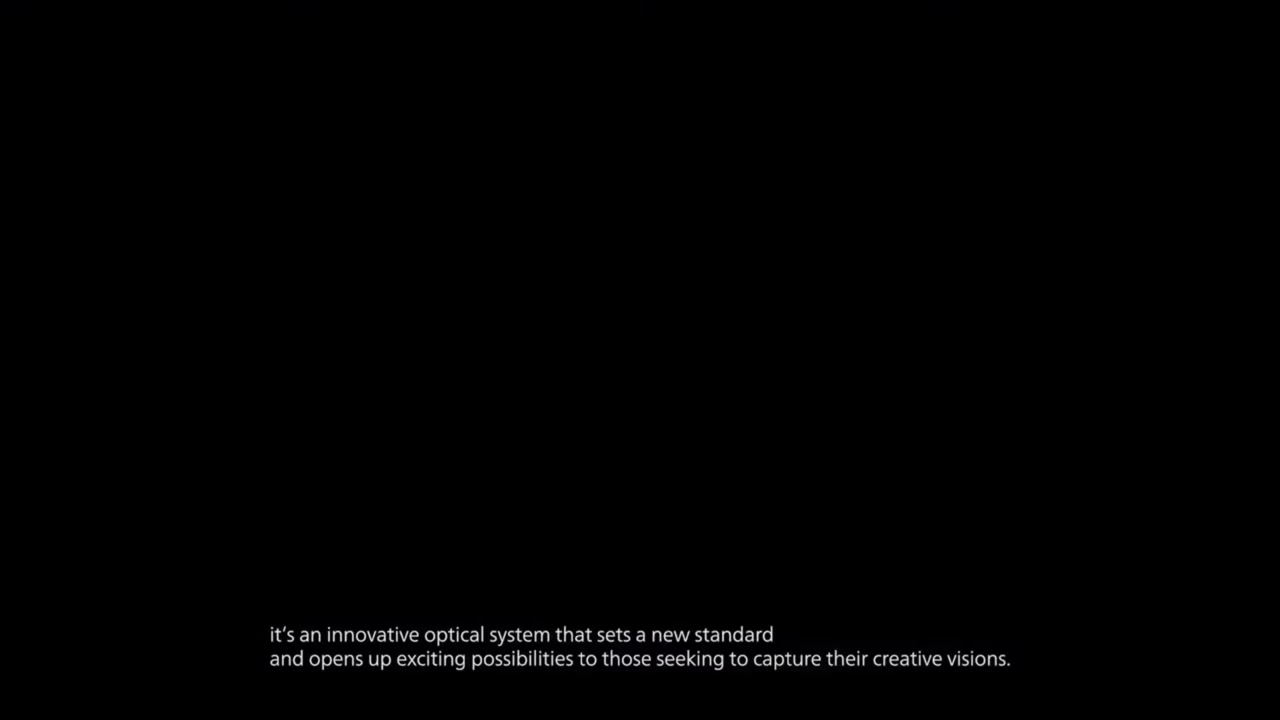 it's an innovative optical system that sets a new standard
and opens up exciting possibilities to those seeking to capture their creative visions.